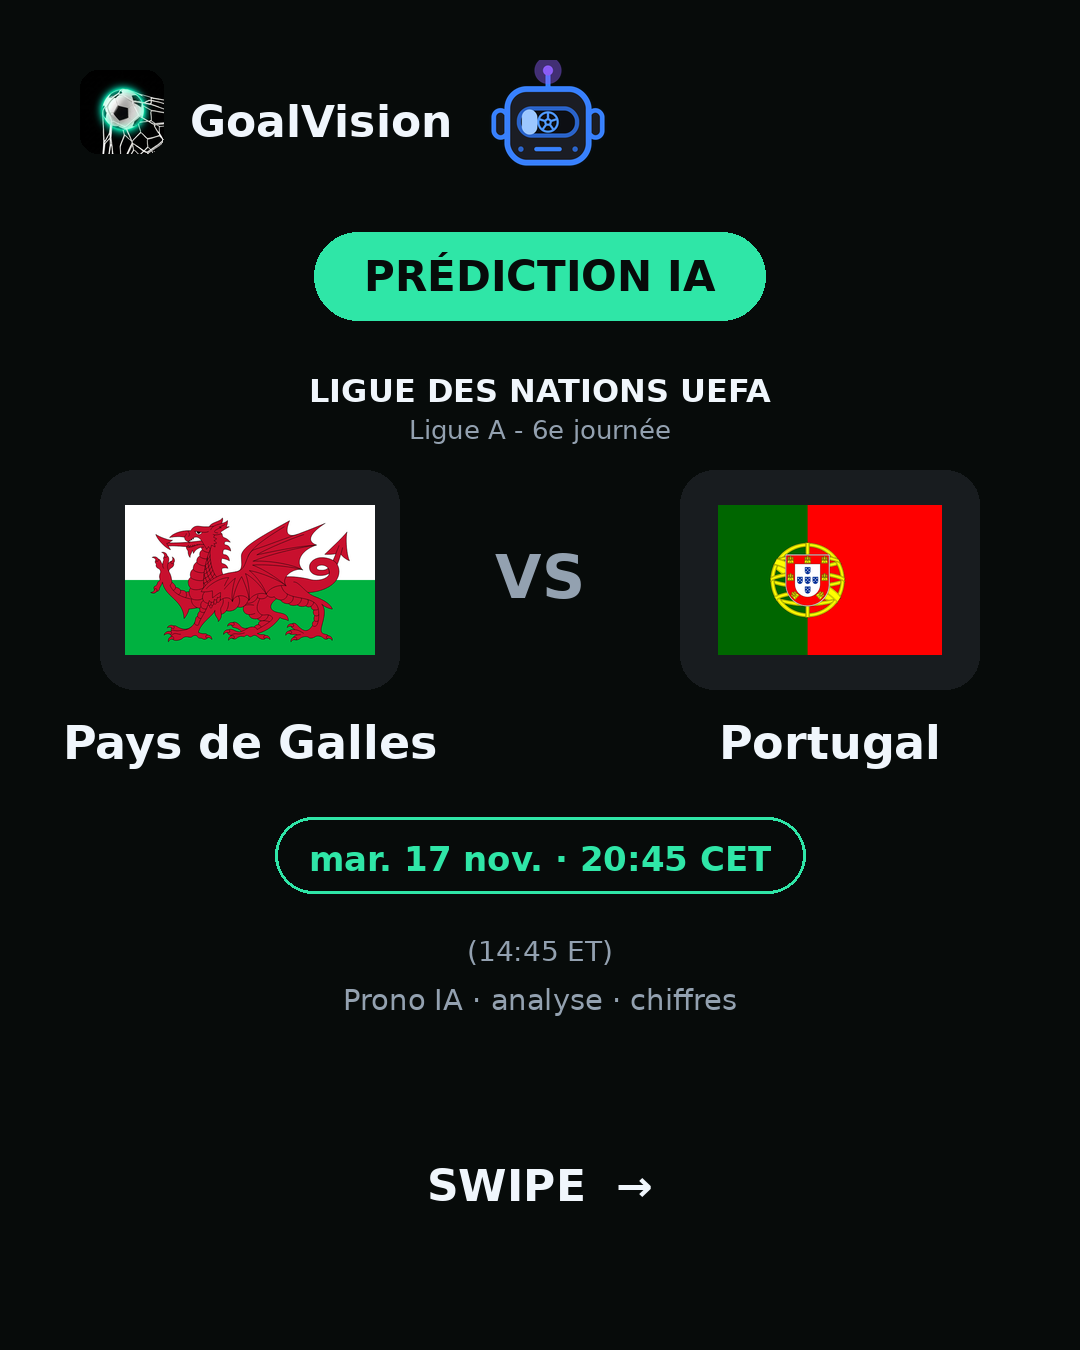 GoalVision
PRÉDICTION IA
LIGUE DES NATIONS UEFA
Ligue A - 6e journée
VS
Pays de Galles
Portugal
mar. 17 nov. · 20:45 CET
(14:45 ET)
Prono IA · analyse · chiffres
SWIPE →